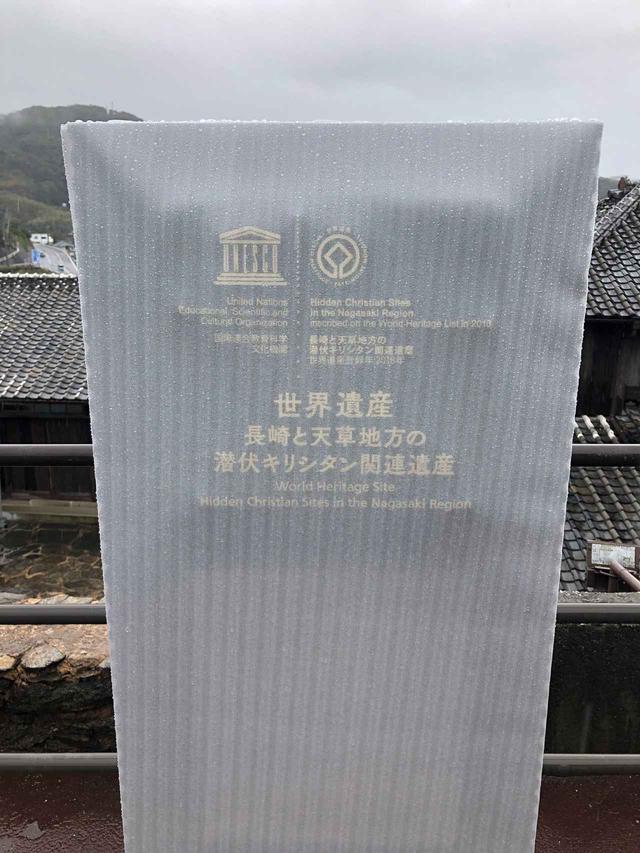 United Nations
Educational, Scientific and
Cultural Organization
国際連合教育科学
文化機関
Hidden Christian Sites
in the Nagasaki Region
inscribed on the World Heritage List in 2018
長崎と天草地方の
潜伏キリシタン関連遺産
世界遺産登録年2018年
世界遺産
長崎と天草地方の
潜伏キリシタン関連遺産
World Heritage Site
Hidden Christian Sites in the Nagasaki Region